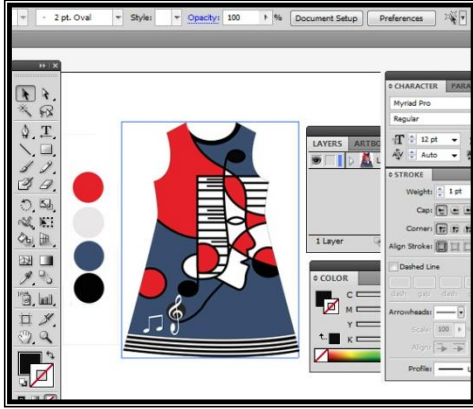 2 pt. Oval Style: Opacity: 100 % Document Setup Preferences
CHARACTER PARA
Myriad Pro
Regular
12 pt
Auto
LAYERS ARTBO
1 Layer
STROKE
Weight: 1 pt
Cap:
Corner:
Align Stroke:
Dashed Line
dash gap dash
Arrowheads:
Scale: 100
Align:
Profile:
COLOR
C
M
Y
K